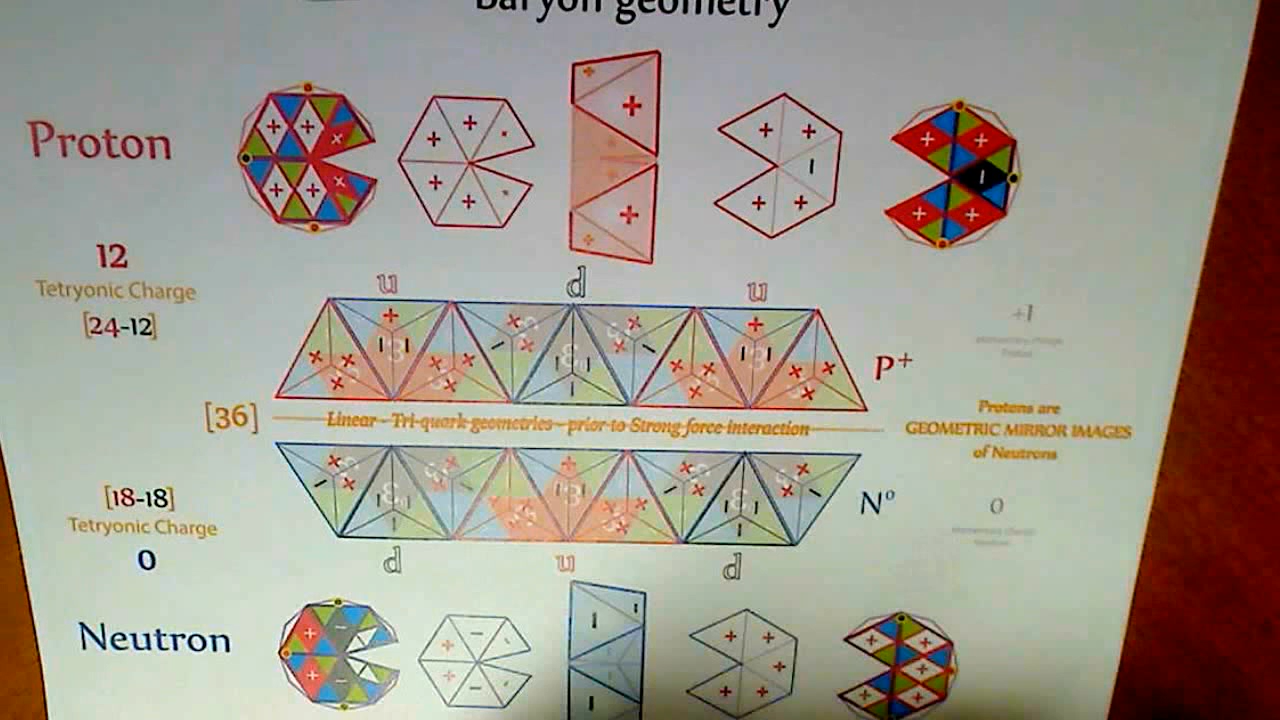 Baryon geometry
Proton
12
Tetryonic Charge
[24-12]
u
d
u
P+
+1
[36]
Linear - Tri-quark geometries - prior to Strong force interaction
Protons are
GEOMETRIC MIRROR IMAGES
of Neutrons
[18-18]
Tetryonic Charge
0
N°
0
d
u
d
Neutron